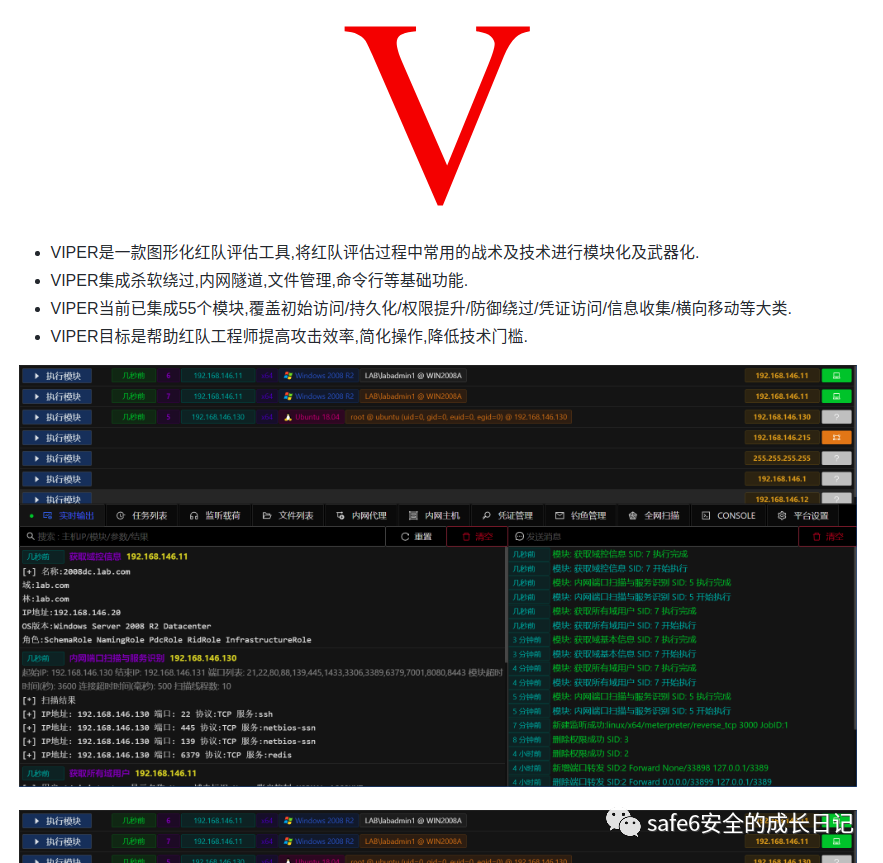 V
VIPER是一款图形化红队评估工具,将红队评估过程中常用的战术及技术进行模块化及武器化.
VIPER集成杀软绕过,内网隧道,文件管理,命令行等基础功能.
VIPER当前已集成55个模块,覆盖初始访问/持久化/权限提升/防御绕过/凭证访问/信息收集/横向移动等大类.
VIPER目标是帮助红队工程师提高攻击效率,简化操作,降低技术门槛.
执行模块 几秒前 6 192.168.146.11 x64 Windows 2008 R2 LAB\labadmin1 @ WIN2008A 192.168.146.11
执行模块 几秒前 7 192.168.146.11 x64 Windows 2008 R2 LAB\labadmin1 @ WIN2008A 192.168.146.11
执行模块 几秒前 5 192.168.146.130 x64 Ubuntu 18.04 root @ ubuntu (uid=0, gid=0, euid=0, egid=0) @ 192.168.146.130 192.168.146.130 ?
执行模块 192.168.146.215
执行模块 255.255.255.255 ?
执行模块 192.168.146.1 ?
执行模块 192.168.146.12 ?
实时输出 任务列表 监听载荷 文件列表 内网代理 内网主机 凭证管理 钓鱼管理 全网扫描 CONSOLE 平台设置
搜索 : 主机IP/模块/参数/结果 重置 清空 发送消息 清空
几秒前 获取域控信息 192.168.146.11
[+] 名称:2008dc.lab.com
域:lab.com
林:lab.com
IP地址:192.168.146.20
OS版本:Windows Server 2008 R2 Datacenter
角色:SchemaRole NamingRole PdcRole RidRole InfrastructureRole
几秒前 内网端口扫描与服务识别 192.168.146.130
起始IP: 192.168.146.130 结束IP: 192.168.146.131 端口列表: 21,22,80,88,139,445,1433,3306,3389,6379,7001,8080,8443 模块超时
时间(秒): 3600 连接超时时间(毫秒): 500 扫描线程数: 10
[*] 扫描结果
[+] IP地址: 192.168.146.130 端口: 22 协议:TCP 服务:ssh
[+] IP地址: 192.168.146.130 端口: 445 协议:TCP 服务:netbios-ssn
[+] IP地址: 192.168.146.130 端口: 139 协议:TCP 服务:netbios-ssn
[+] IP地址: 192.168.146.130 端口: 6379 协议:TCP 服务:redis
几秒前 获取所有域用户 192.168.146.11
几秒前 模块: 获取域控信息 SID: 7 执行完成
几秒前 模块: 获取域控信息 SID: 7 开始执行
几秒前 模块: 内网端口扫描与服务识别 SID: 5 执行完成
几秒前 模块: 内网端口扫描与服务识别 SID: 5 开始执行
几秒前 模块: 获取所有域用户 SID: 7 执行完成
几秒前 模块: 获取所有域用户 SID: 7 开始执行
3 分钟前 模块: 获取域基本信息 SID: 7 执行完成
3 分钟前 模块: 获取域基本信息 SID: 7 开始执行
4 分钟前 模块: 获取所有域用户 SID: 7 执行完成
4 分钟前 模块: 获取所有域用户 SID: 7 开始执行
5 分钟前 模块: 内网端口扫描与服务识别 SID: 5 执行完成
5 分钟前 模块: 内网端口扫描与服务识别 SID: 5 开始执行
7 分钟前 新建监听成功:linux/x64/meterpreter/reverse_tcp 3000 JobID:1
8 分钟前 删除权限成功 SID: 3
4 小时前 删除权限成功 SID: 2
4 小时前 新增端口转发 SID:2 Forward None/33898 127.0.0.1/3389
4 小时前 删除端口转发 SID:2 Forward 0.0.0.0/33899 127.0.0.1/3389
执行模块 几秒前 6 192.168.146.11 x64 Windows 2008 R2 LAB\labadmin1 @ WIN2008A
safe6安全的成长日记
执行模块 几秒前 7 192.168.146.11 x64 Windows 2008 R2 LAB\labadmin1 @ WIN2008A 192.168.146.11
执行模块